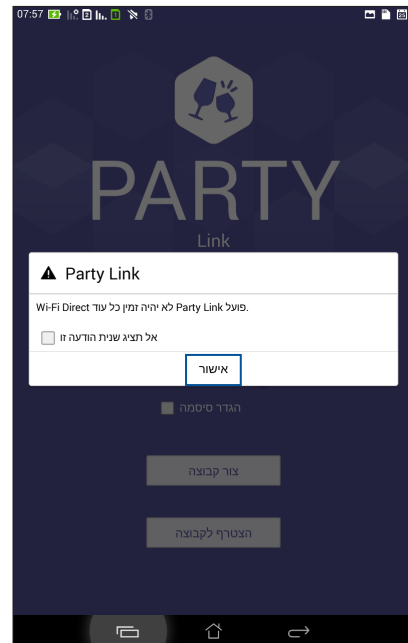 07:57
PARTY
Link
Party Link
Wi-Fi Direct לא יהיה זמין כל עוד Party Link פועל.
אל תציג שנית הודעה זו
אישור
הגדר סיסמה
צור קבוצה
הצטרף לקבוצה